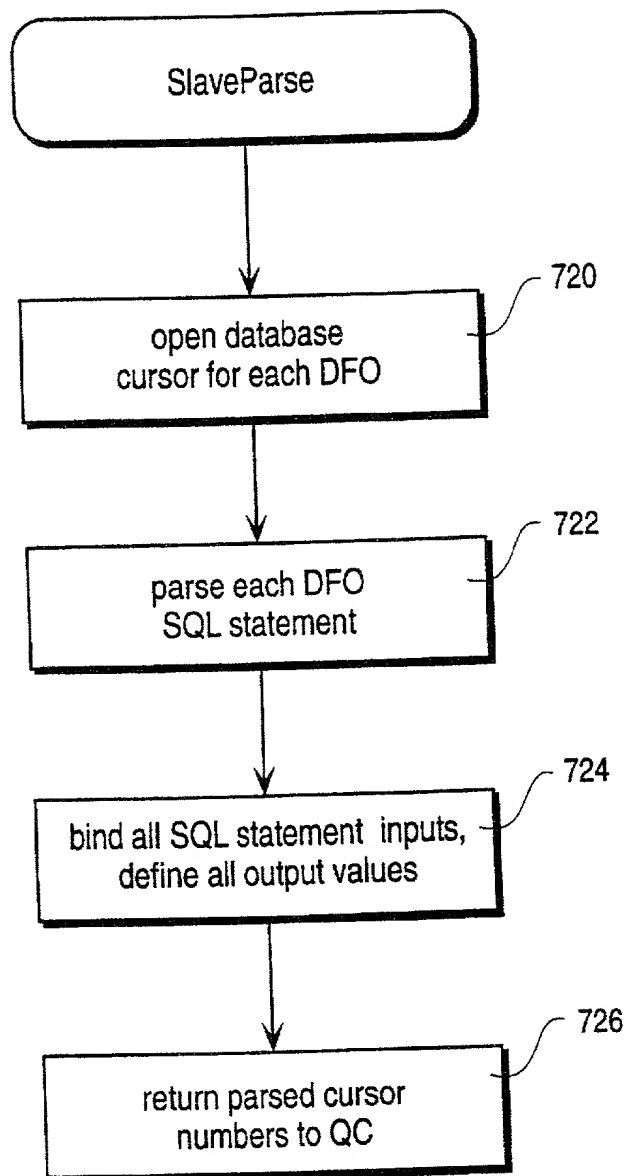 SlaveParse
720
open database
cursor for each DFO
722
parse each DFO
SQL statement
724
bind all SQL statement inputs,
define all output values
726
return parsed cursor
numbers to QC